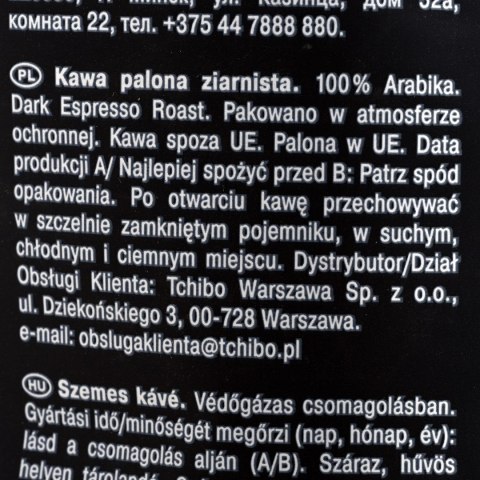 комната 22, тел. +375 44 7888 880.
PL Kawa palona ziarnista. 100% Arabika.
Dark Espresso Roast. Pakowano w atmosferze
ochronnej. Kawa spoza UE. Palona w UE. Data
produkcji A/ Najlepiej spożyć przed B: Patrz spód
opakowania. Po otwarciu kawę przechowywać
w szczelnie zamkniętym pojemniku, w suchym,
chłodnym i ciemnym miejscu. Dystrybutor/Dział
Obsługi Klienta: Tchibo Warszawa Sp. z o.o.,
ul. Dziekońskiego 3, 00-728 Warszawa.
e-mail: obslugaklienta@tchibo.pl
HU Szemes kávé. Védőgázas csomagolásban.
Gyártási idő/minőségét megőrzi (nap, hónap, év):
lásd a csomagolás alján (A/B). Száraz, hűvös
helyen tárolandó.